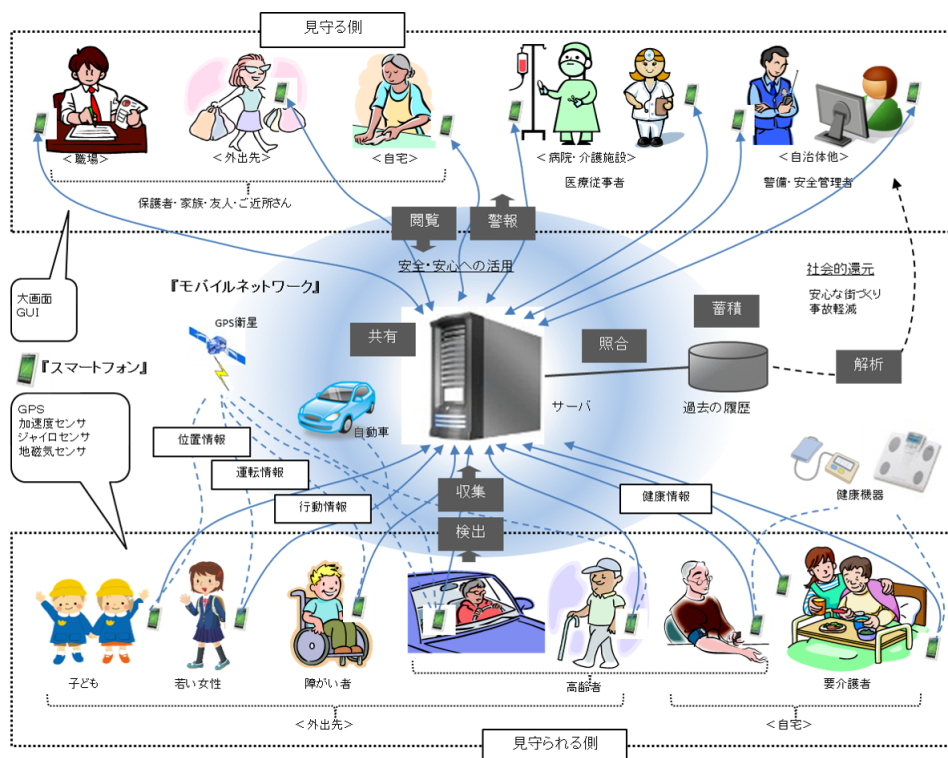 見守る側
<職場>
<外出先>
<自宅>
<病院・介護施設>
<自治体他>
保護者・家族・友人・ご近所さん
医療従事者
警備・安全管理者
閲覧
警報
安全・安心への活用
社会的還元
安心な街づくり
事故軽減
大画面
GUI
『モバイルネットワーク』
GPS衛星
共有
照合
蓄積
解析
『スマートフォン』
サーバ
過去の履歴
GPS
加速度センサ
ジャイロセンサ
地磁気センサ
自動車
位置情報
運転情報
行動情報
収集
健康情報
健康機器
検出
子ども
若い女性
障がい者
高齢者
要介護者
<外出先>
<自宅>
見守られる側